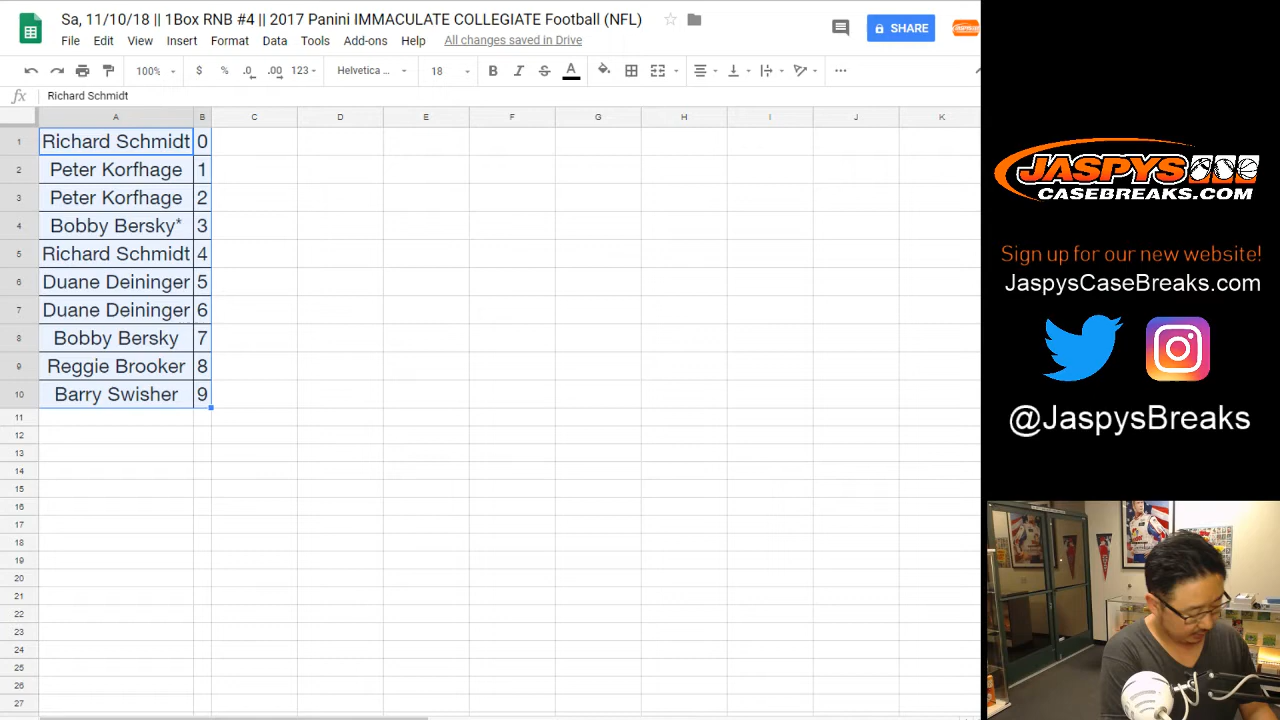 Sa, 11/10/18 || 1Box RNB #4 || 2017 Panini IMMACULATE COLLEGIATE Football (NFL)
File Edit View Insert Format Data Tools Add-ons Help All changes saved in Drive
SHARE
100% $ % .0 .00 123 Helvetica ... 18 B I S A
fx Richard Schmidt
A B C D E F G H I J K
1 Richard Schmidt 0
2 Peter Korfhage 1
3 Peter Korfhage 2
4 Bobby Bersky* 3
5 Richard Schmidt 4
6 Duane Deininger 5
7 Duane Deininger 6
8 Bobby Bersky 7
9 Reggie Brooker 8
10 Barry Swisher 9
11
12
13
14
15
16
17
18
19
20
21
22
23
24
25
26
27
JASPYS
CASEBREAKS.COM
Sign up for our new website!
JaspysCaseBreaks.com
@JaspysBreaks